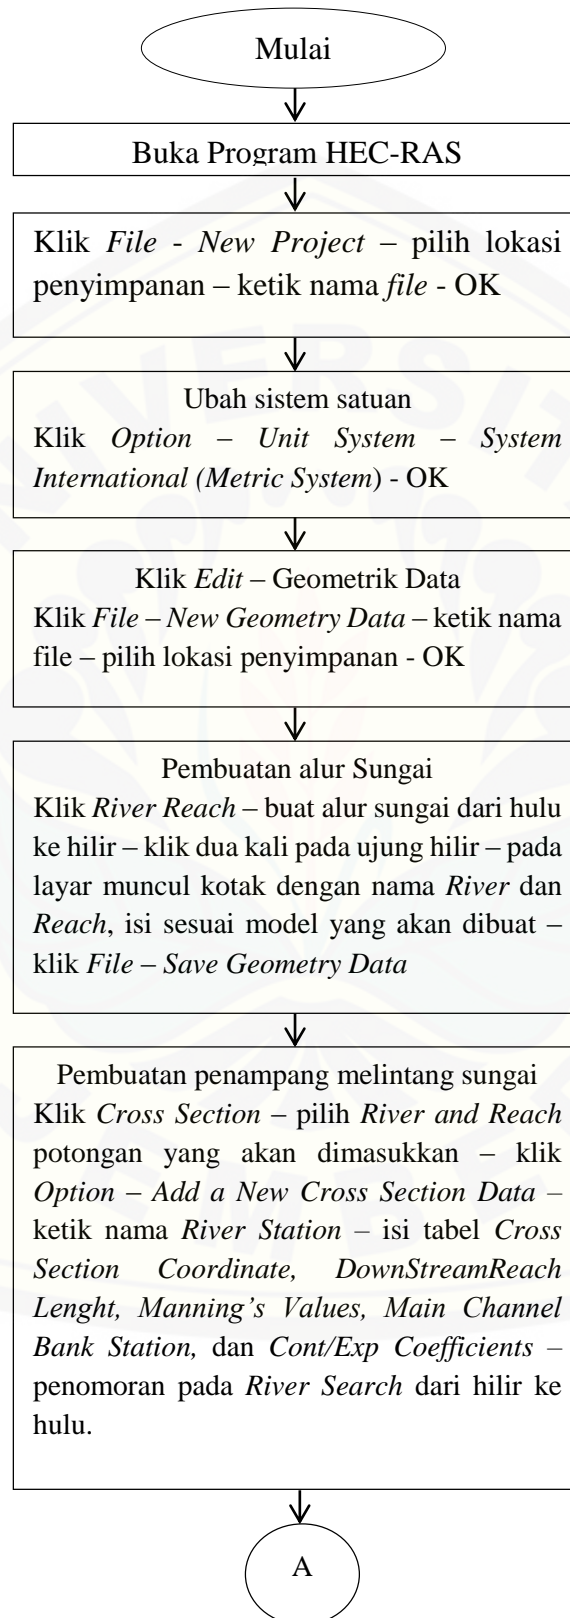 Mulai
Buka Program HEC-RAS
Klik File - New Project – pilih lokasi
penyimpanan – ketik nama file - OK
Ubah sistem satuan
Klik Option – Unit System – System
International (Metric System) - OK
Klik Edit – Geometrik Data
Klik File – New Geometry Data – ketik nama
file – pilih lokasi penyimpanan - OK
Pembuatan alur Sungai
Klik River Reach – buat alur sungai dari hulu
ke hilir – klik dua kali pada ujung hilir – pada
layar muncul kotak dengan nama River dan
Reach, isi sesuai model yang akan dibuat –
klik File – Save Geometry Data
Pembuatan penampang melintang sungai
Klik Cross Section – pilih River and Reach
potongan yang akan dimasukkan – klik
Option – Add a New Cross Section Data –
ketik nama River Station – isi tabel Cross
Section Coordinate, DownStreamReach
Lenght, Manning’s Values, Main Channel
Bank Station, dan Cont/Exp Coefficients –
penomoran pada River Search dari hilir ke
hulu.
A